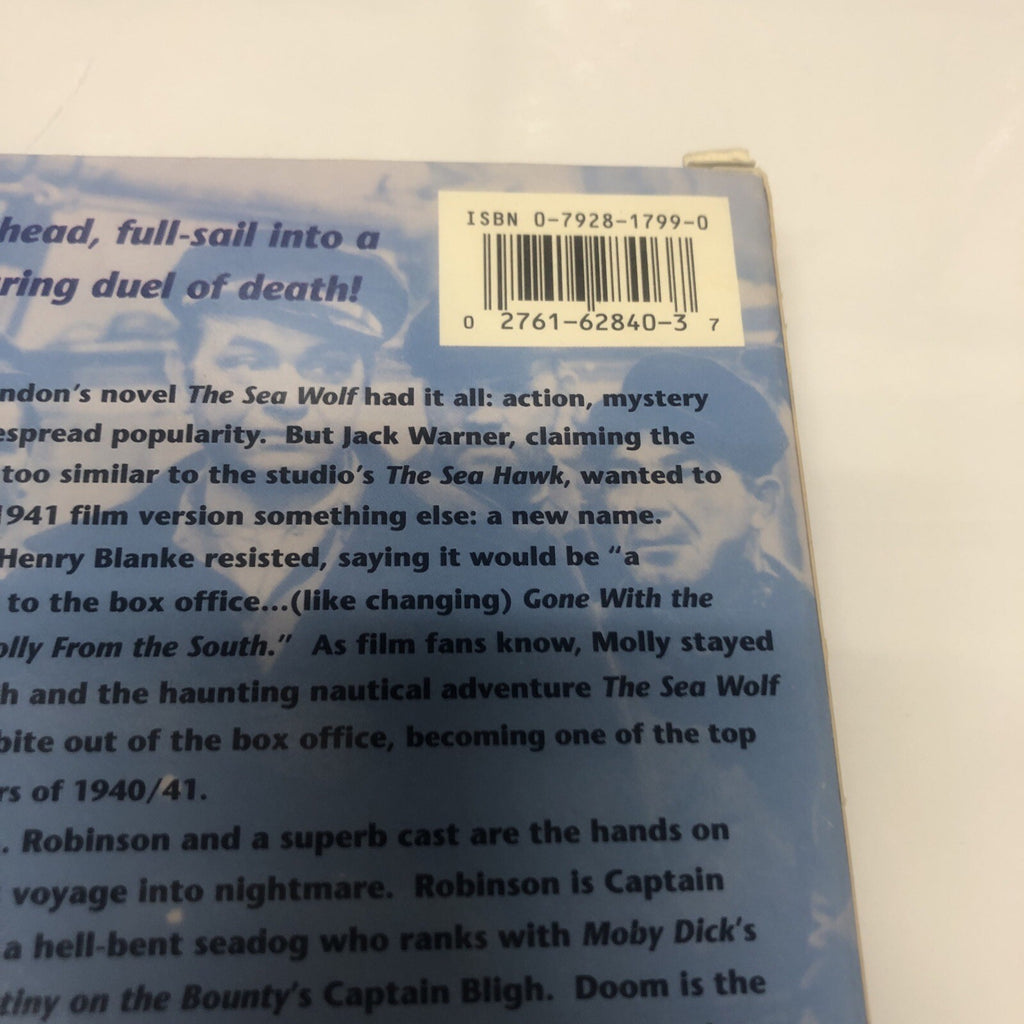 head, full-sail into a
ring duel of death!
ISBN 0-7928-1799-0
0 2761-62840-3 7
ndon's novel The Sea Wolf had it all: action, mystery
espread popularity. But Jack Warner, claiming the
too similar to the studio's The Sea Hawk, wanted to
1941 film version something else: a new name.
Henry Blanke resisted, saying it would be "a
to the box office...(like changing) Gone With the
olly From the South." As film fans know, Molly stayed
h and the haunting nautical adventure The Sea Wolf
bite out of the box office, becoming one of the top
rs of 1940/41.
. Robinson and a superb cast are the hands on
voyage into nightmare. Robinson is Captain
a hell-bent seadog who ranks with Moby Dick's
tiny on the Bounty's Captain Bligh. Doom is the